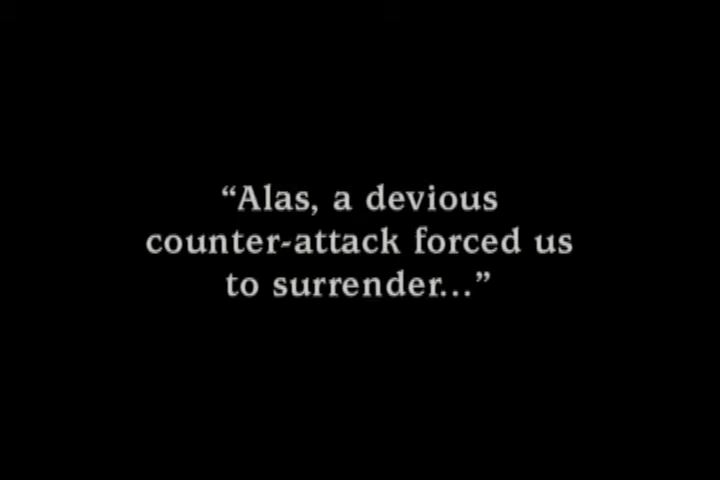 “Alas, a devious
counter-attack forced us
to surrender...”